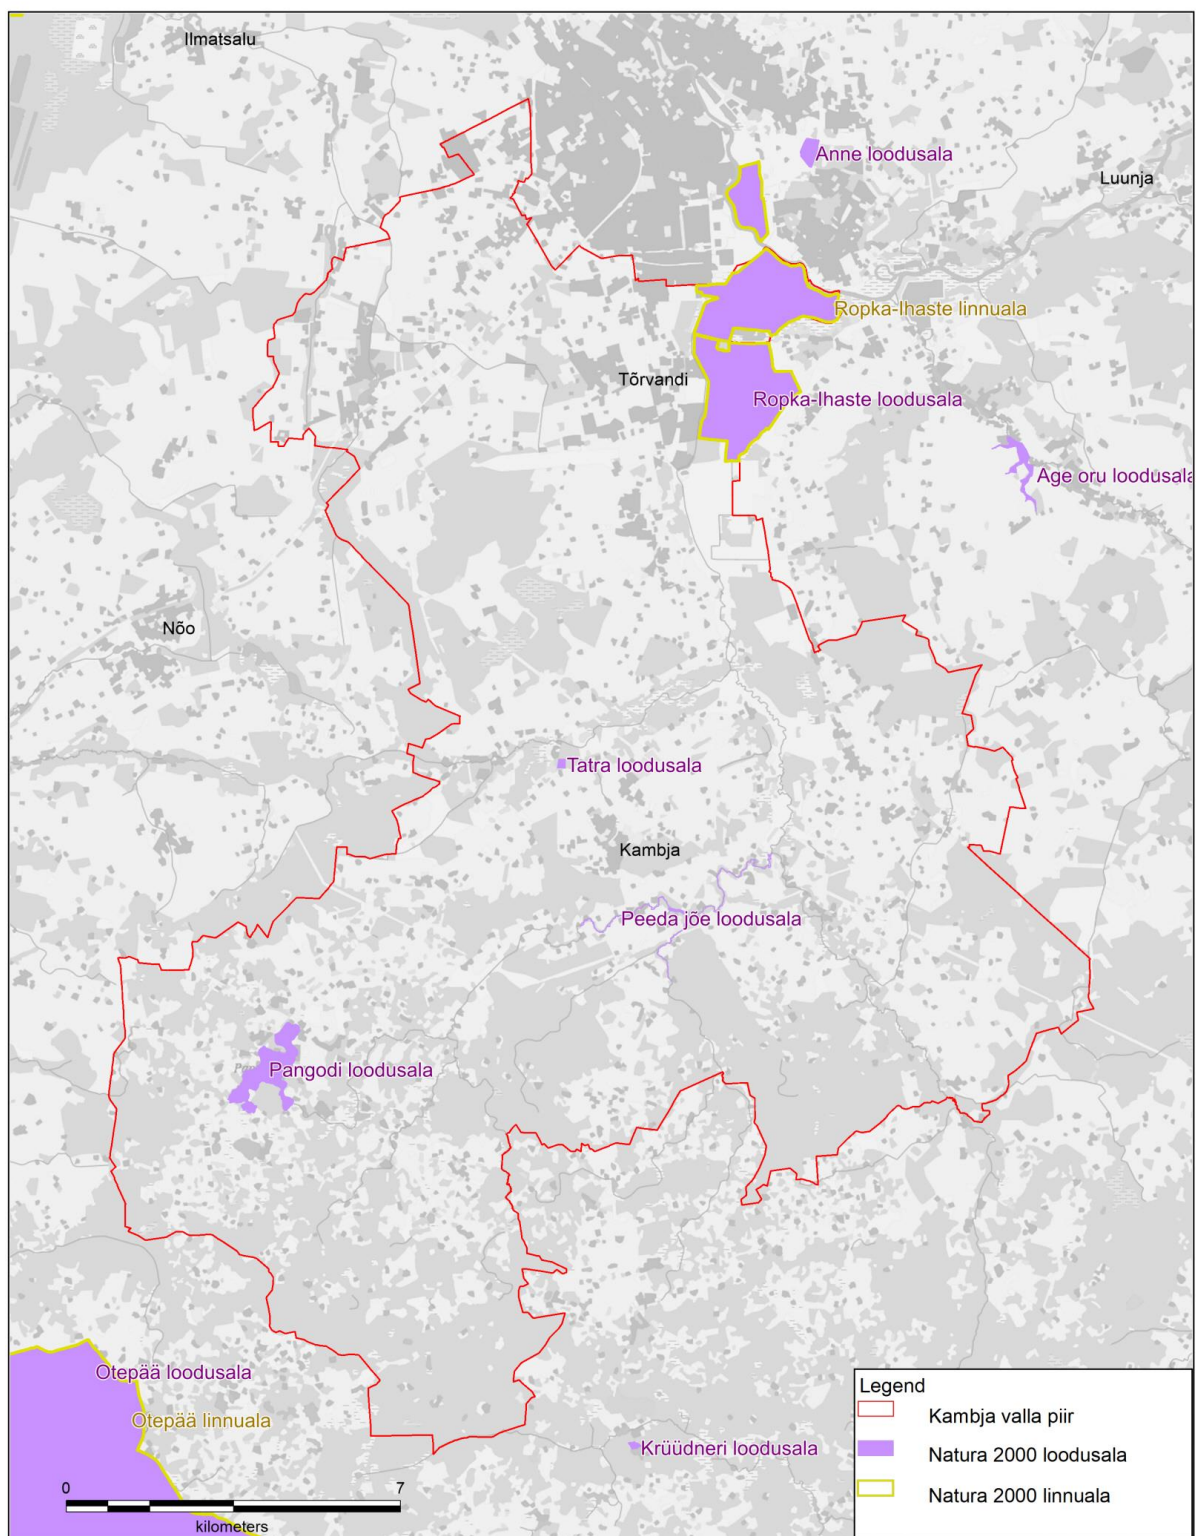 Ilmatsalu
Anne loodusala
Luunja
Ropka-Ihaste linnuala
Tõrvandi
Ropka-Ihaste loodusala
Age oru loodusala
Nõo
Tatra loodusala
Kambja
Peeda jõe loodusala
Pangodi loodusala
Otepää loodusala
Otepää linnuala
Krüüdneri loodusala
0 7
kilometers
Legend
Kambja valla piir
Natura 2000 loodusala
Natura 2000 linnuala